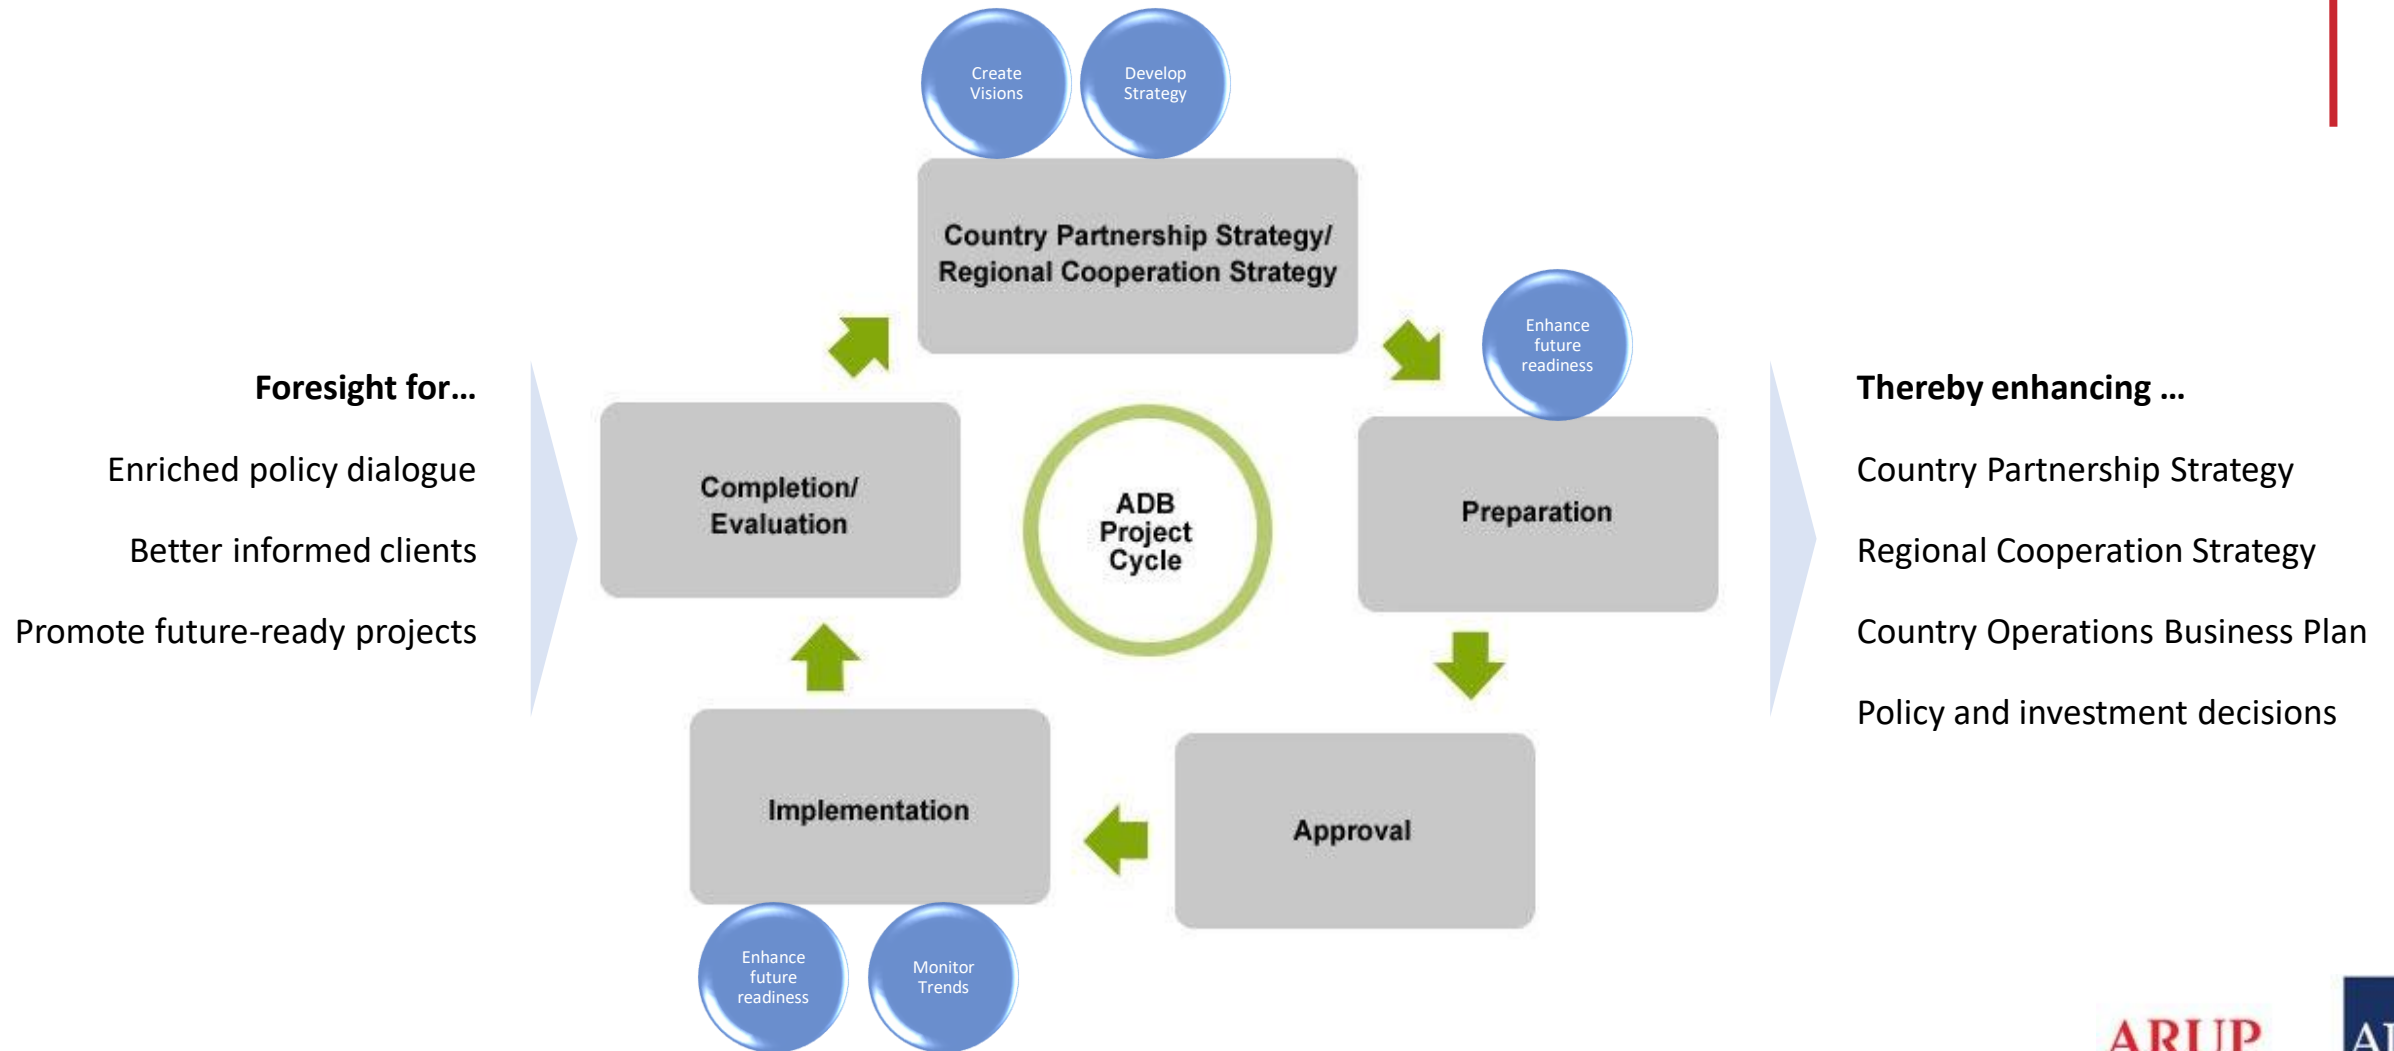 Create
Visions
Develop
Strategy
Country Partnership Strategy/
Regional Cooperation Strategy
Enhance
future
readiness
Foresight for...
Enriched policy dialogue
Better informed clients
Promote future-ready projects
Completion/
Evaluation
ADB
Project
Cycle
Preparation
Thereby enhancing ...
Country Partnership Strategy
Regional Cooperation Strategy
Country Operations Business Plan
Policy and investment decisions
Implementation
Approval
Enhance
future
readiness
Monitor
Trends
ARUP